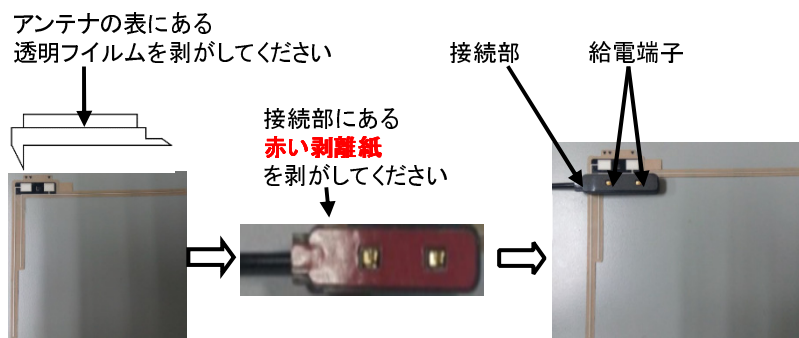 アンテナの表にある
透明フイルムを剥がしてください
接続部にある
赤い剥離紙
を剥がしてください
接続部
給電端子